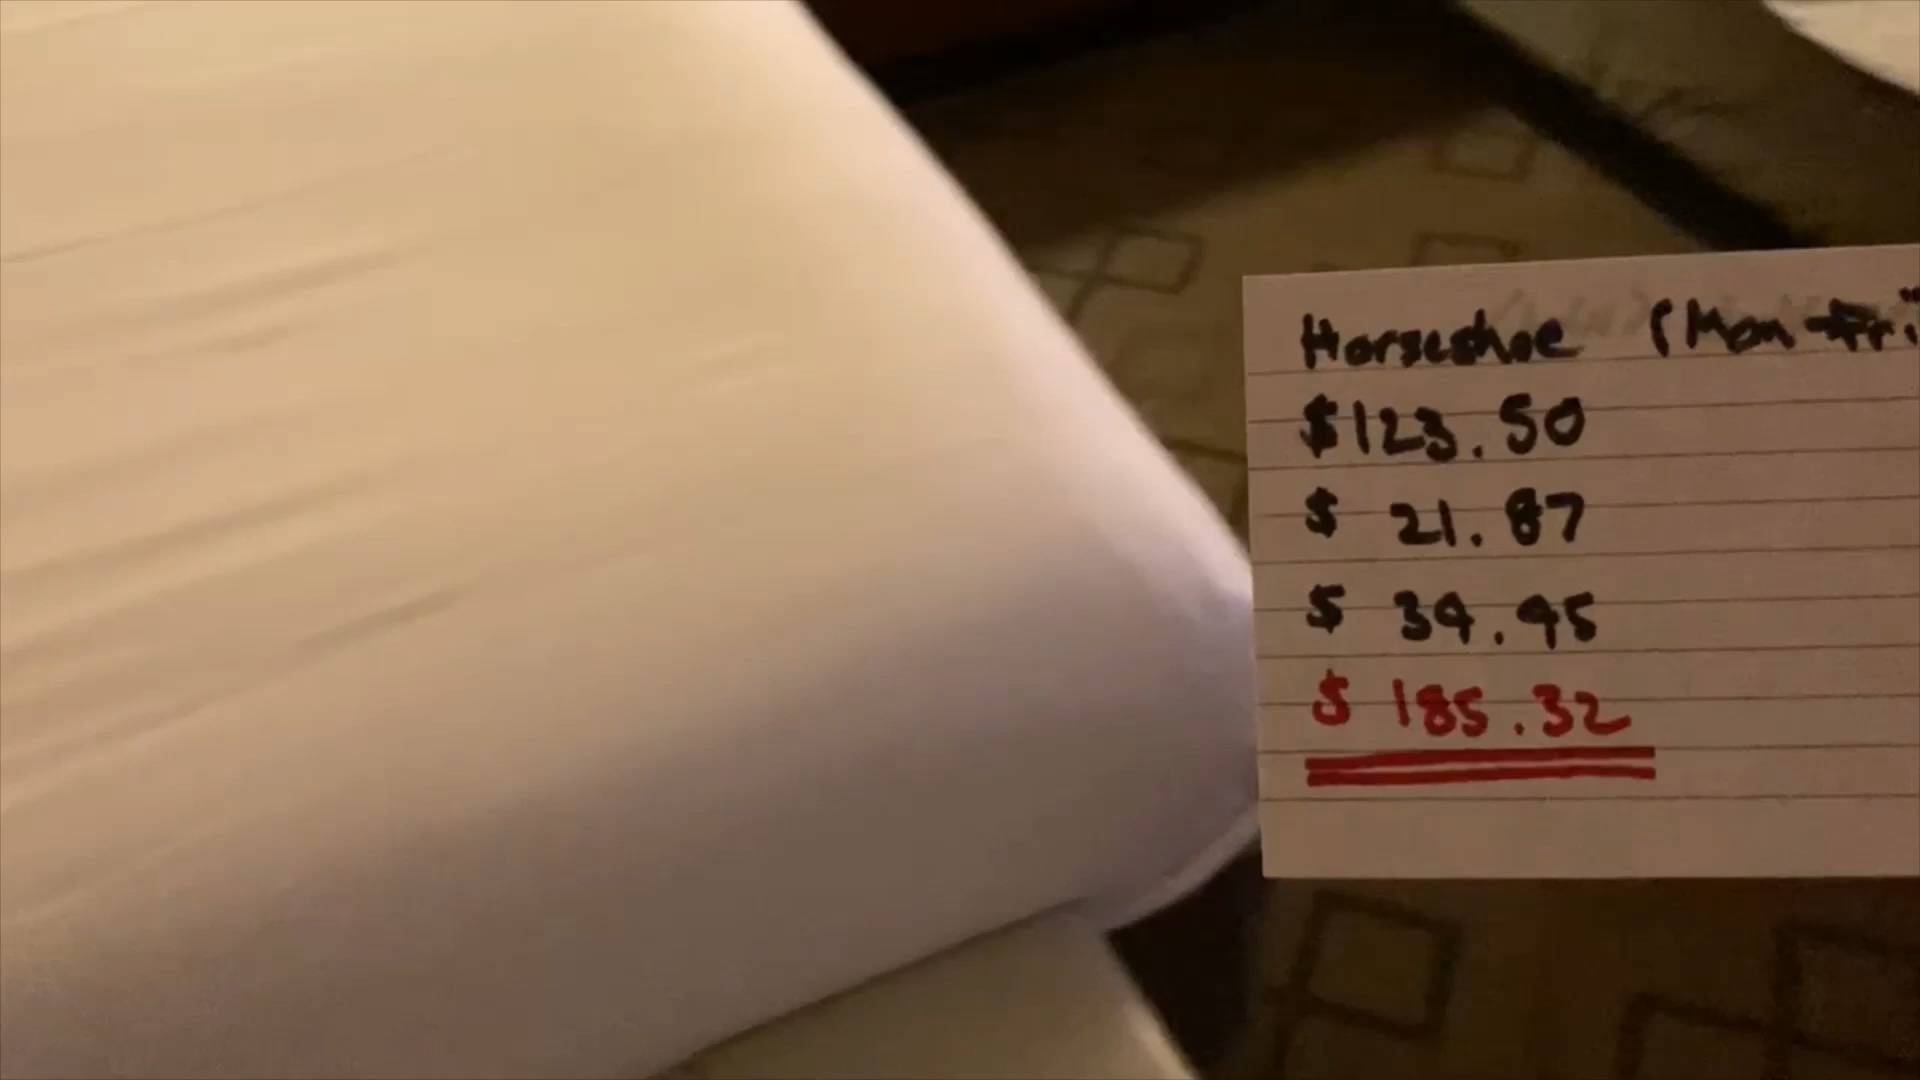 Horseshoe (Mon-Fri
$123.50
$ 21.87
$ 34.95
$ 185.32